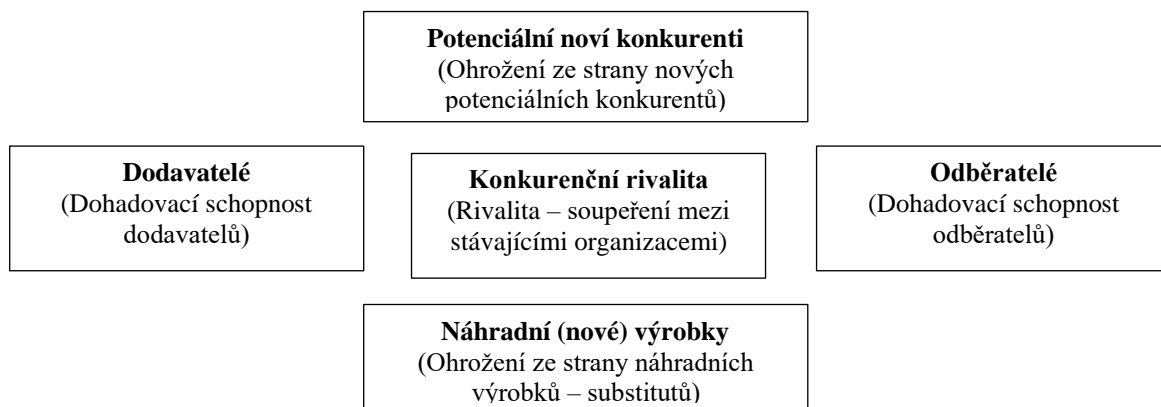 Potenciální noví konkurenti
(Ohrožení ze strany nových
potenciálních konkurentů)
Dodavatelé
(Dohadovací schopnost
dodavatelů)
Konkurenční rivalita
(Rivalita – soupeření mezi
stávajícími organizacemi)
Odběratelé
(Dohadovací schopnost
odběratelů)
Náhradní (nové) výrobky
(Ohrožení ze strany náhradních
výrobků – substitutů)